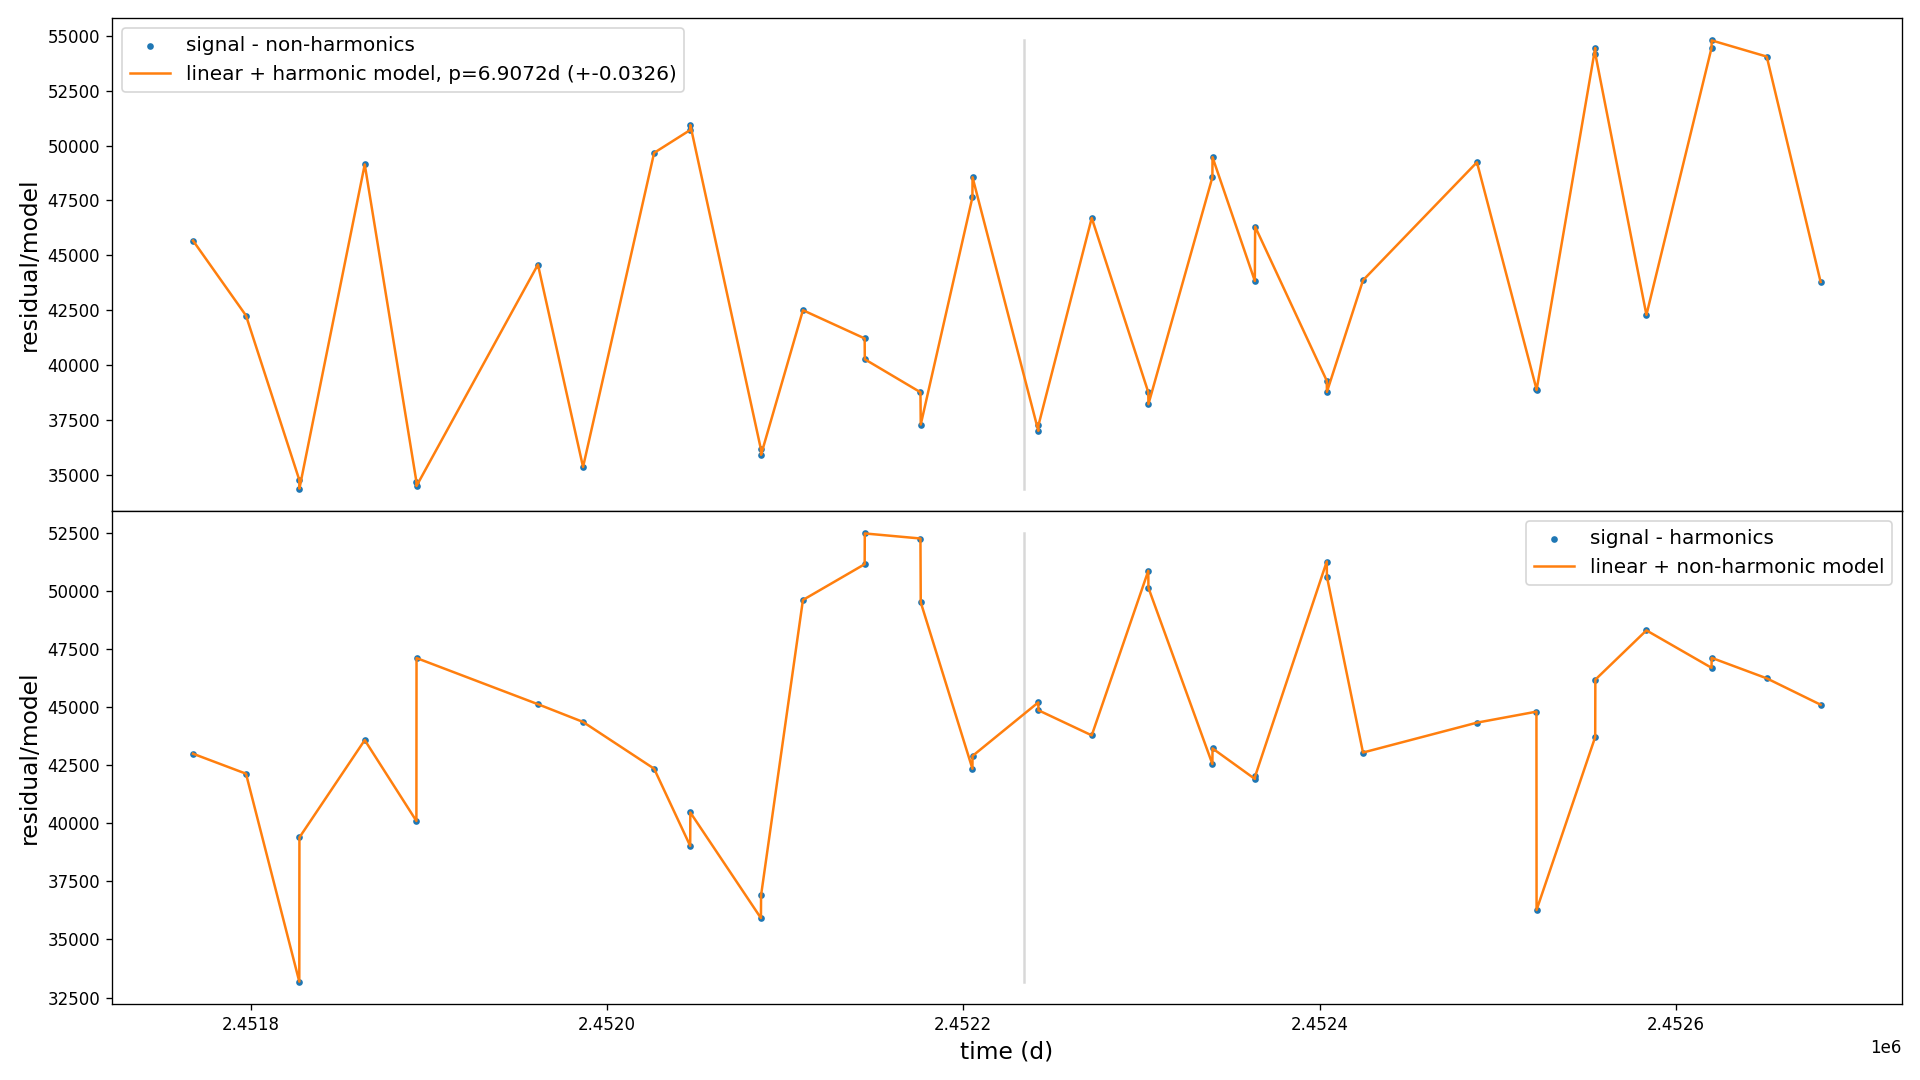 55000
52500
50000
47500
45000
42500
40000
37500
35000
residual/model
signal - non-harmonics
linear + harmonic model, p=6.9072d (+-0.0326)
52500
50000
47500
45000
42500
40000
37500
35000
32500
residual/model
signal - harmonics
linear + non-harmonic model
2.4518
2.4520
2.4522
2.4524
2.4526
time (d)
1e6